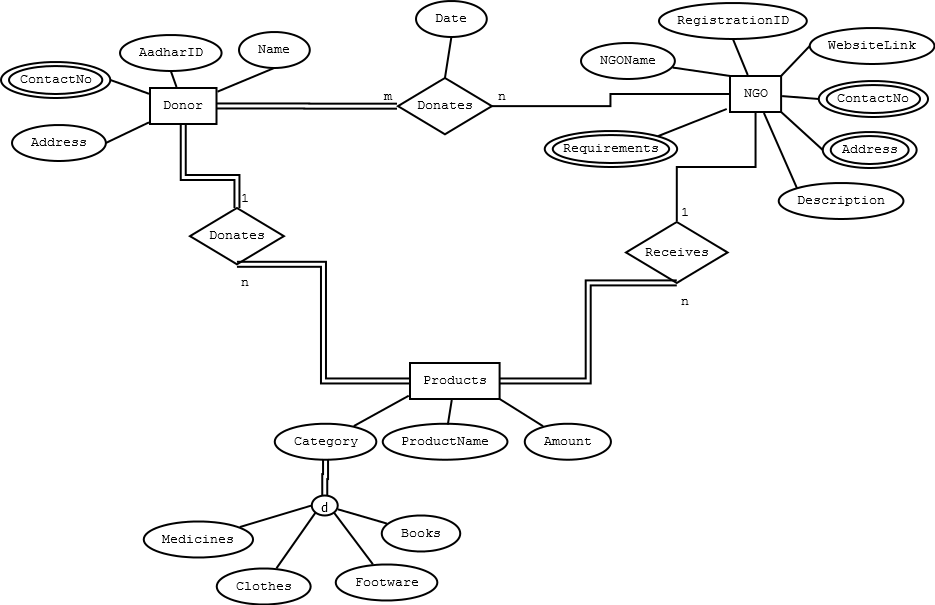 Date
RegistrationID
AadharID
Name
NGOName
WebsiteLink
ContactNo
Donor
m
Donates
n
NGO
ContactNo
Address
Requirements
Address
Description
1
Donates
n
1
Receives
n
Products
Category
ProductName
Amount
d
Medicines
Books
Clothes
Footware